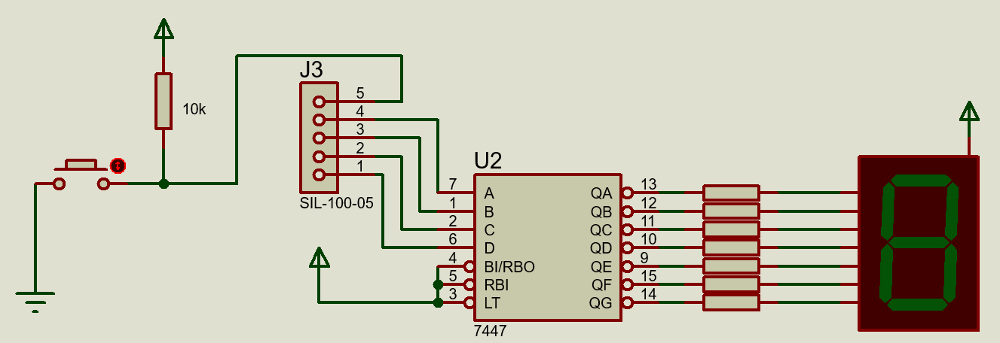 10k
J3
5
4
3
2
1
SIL-100-05
U2
7 A QA 13
1 B QB 12
2 C QC 11
6 D QD 10
4 BI/RBO QE 9
5 RBI QF 15
3 LT QG 14
7447